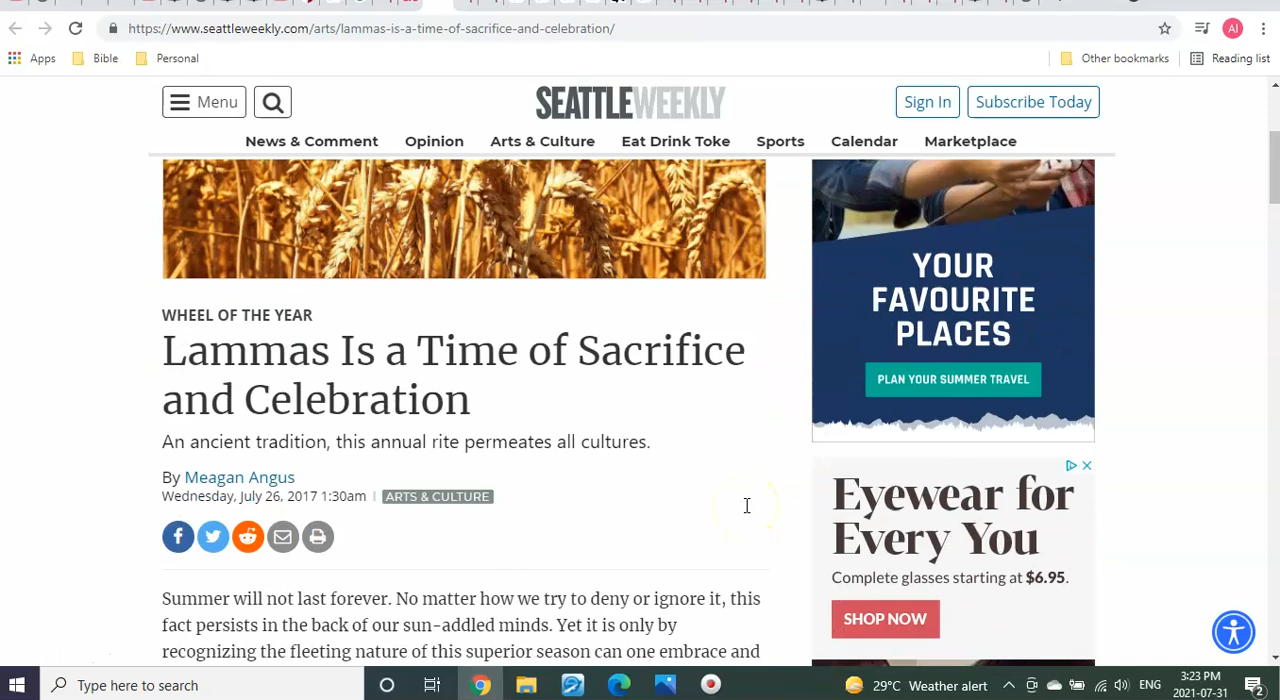 https://www.seattleweekly.com/arts/lammas-is-a-time-of-sacrifice-and-celebration/
Al
Apps
Bible
Personal
Other bookmarks
Reading list
Menu
SEATTLEWEEKLY
Sign In
Subscribe Today
News & Comment
Opinion
Arts & Culture
Eat Drink Toke
Sports
Calendar
Marketplace
YOUR
FAVOURITE
PLACES
PLAN YOUR SUMMER TRAVEL
WHEEL OF THE YEAR
Lammas Is a Time of Sacrifice
and Celebration
An ancient tradition, this annual rite permeates all cultures.
By Meagan Angus
Wednesday, July 26, 2017 1:30am
ARTS & CULTURE
Eyewear for
Every You
Complete glasses starting at $6.95.
SHOP NOW
Summer will not last forever. No matter how we try to deny or ignore it, this
fact persists in the back of our sun-addled minds. Yet it is only by
recognizing the fleeting nature of this superior season can one embrace and
Type here to search
29°C Weather alert
ENG
3:23 PM
2021-07-31
2